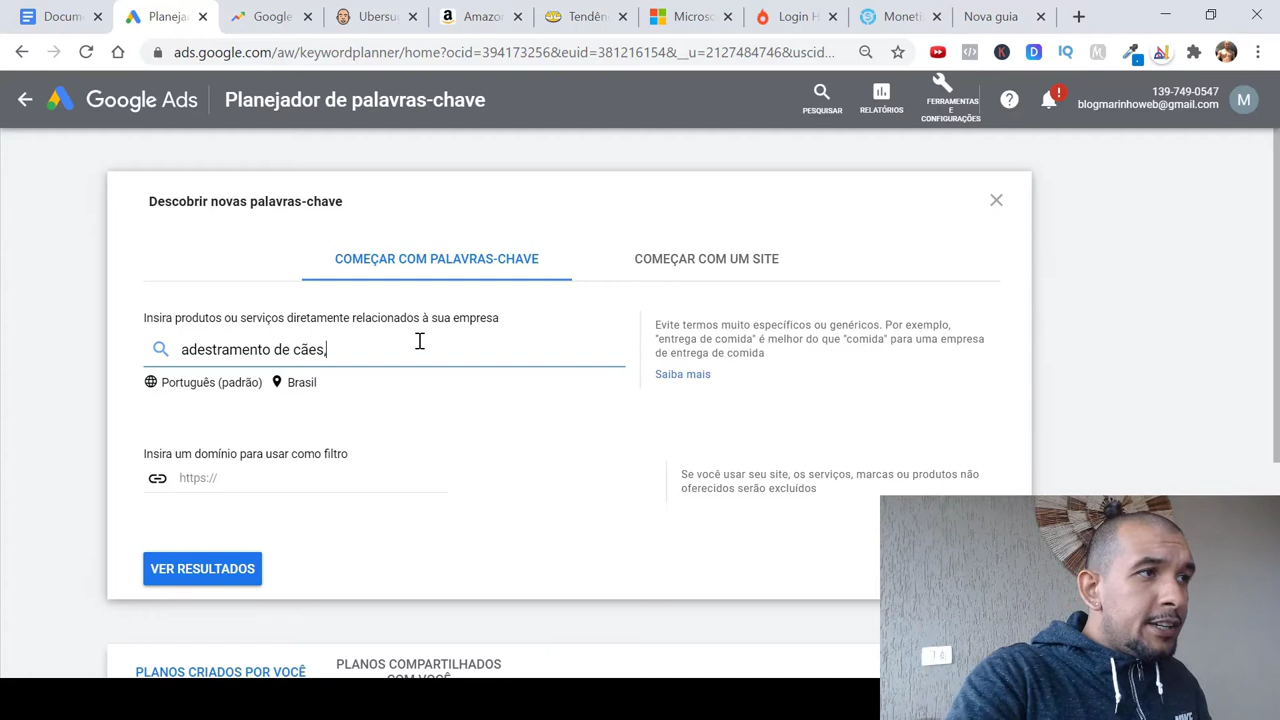 Docum
Planejad
Google
Ubersu
Amazon
Tendên
Micros
Login H
Moneti
Nova guia
ads.google.com/aw/keywordplanner/home?ocid=394173256&euid=381216154&__u=2127484746&uscid...
Google Ads
Planejador de palavras-chave
PESQUISAR
RELATÓRIOS
FERRAMENTAS
E
CONFIGURAÇÕES
139-749-0547
blogmarinhoweb@gmail.com
M
Descobrir novas palavras-chave
COMEÇAR COM PALAVRAS-CHAVE
COMEÇAR COM UM SITE
Insira produtos ou serviços diretamente relacionados à sua empresa
adestramento de cães,
Português (padrão)
Brasil
Evite termos muito específicos ou genéricos. Por exemplo,
"entrega de comida" é melhor do que "comida" para uma empresa
de entrega de comida
Saiba mais
Insira um domínio para usar como filtro
https://
Se você usar seu site, os serviços, marcas ou produtos não
oferecidos serão excluídos
VER RESULTADOS
PLANOS CRIADOS POR VOCÊ
PLANOS COMPARTILHADOS
COM VOCÊ